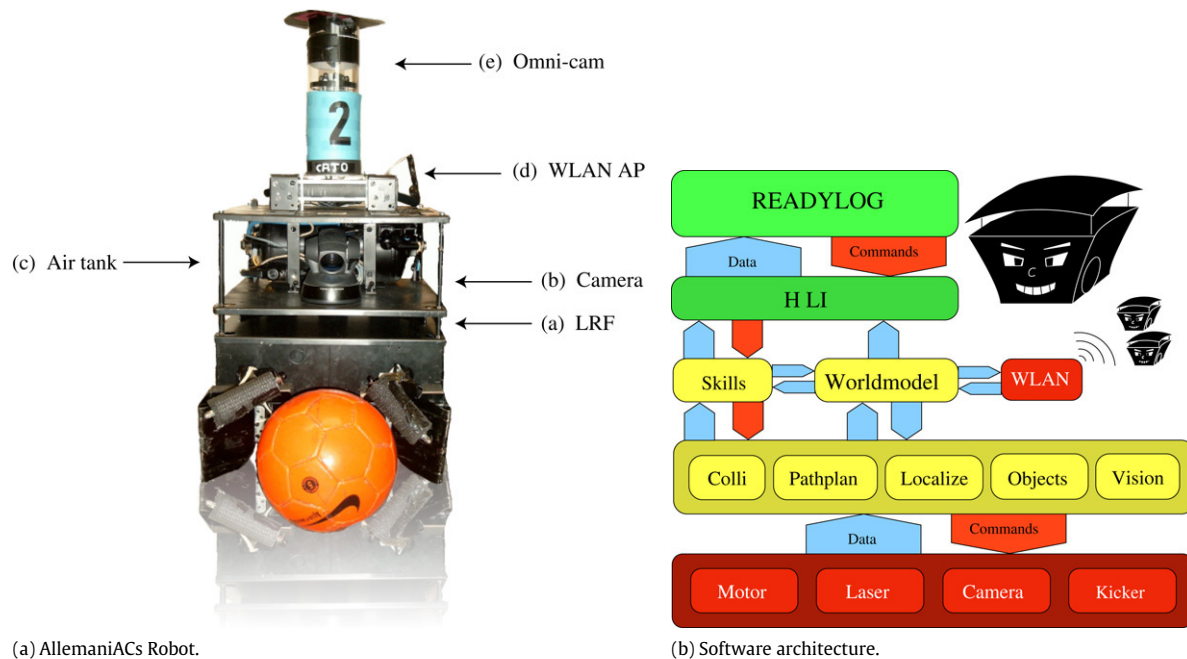 (e) Omni-cam
2
CATO
(d) WLAN AP
(c) Air tank
(b) Camera
(a) LRF
(a) AllemaniACs Robot.
READYLOG
Data
Commands
H LI
Skills
Worldmodel
WLAN
Colli
Pathplan
Localize
Objects
Vision
Data
Commands
Motor
Laser
Camera
Kicker
(b) Software architecture.